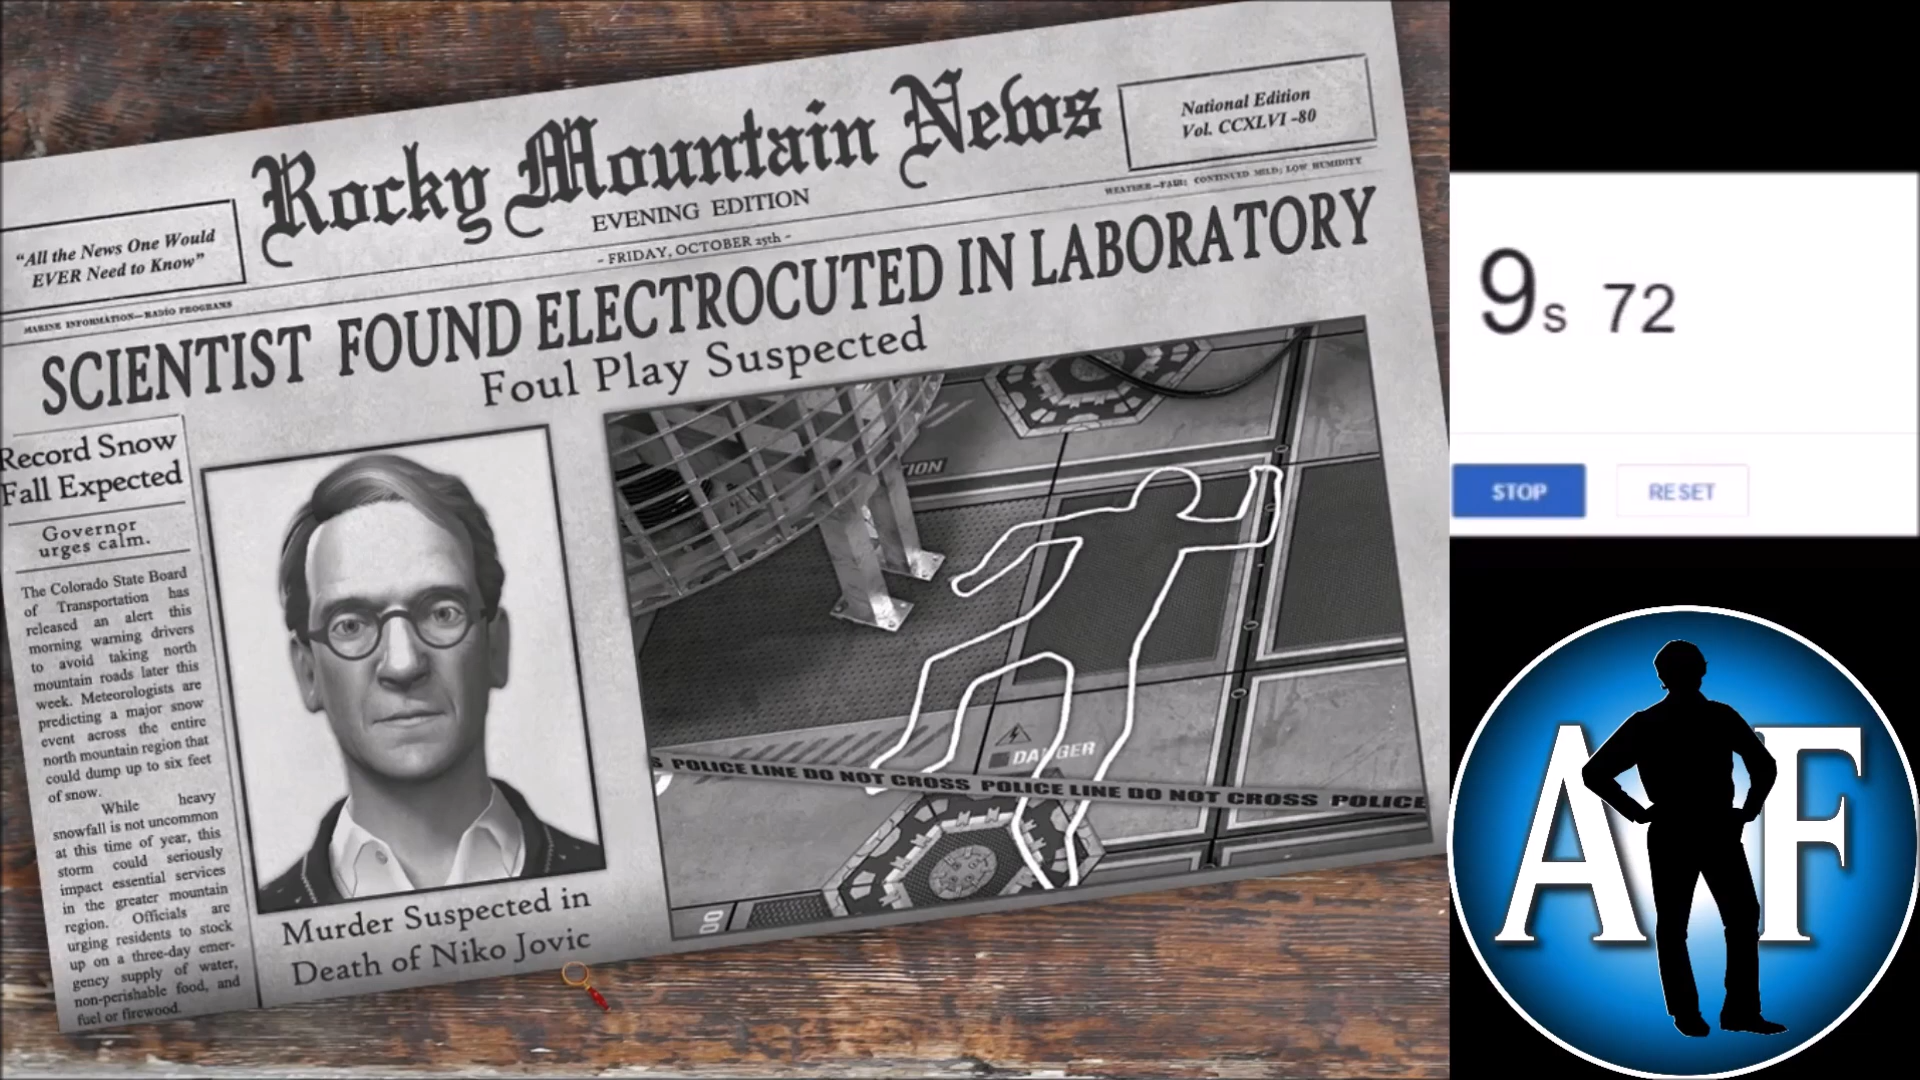 Rocky Mountain News
EVENING EDITION
National Edition
Vol. CCXLVI -80
"All the News One Would
EVER Need to Know"
WEATHER—FAIR; CONTINUED MILD; LOW HUMIDITY
- FRIDAY, OCTOBER 25th -
MARINE INFORMATION—RADIO PROGRAMS
SCIENTIST FOUND ELECTROCUTED IN LABORATORY
Foul Play Suspected
Record Snow
Fall Expected
Governor
urges calm.
The Colorado State Board
of Transportation has
released an alert this
morning warning drivers
to avoid taking north
mountain roads later this
week. Meteorologists are
predicting a major snow
event across the entire
north mountain region that
could dump up to six feet
of snow.
While heavy
snowfall is not uncommon
at this time of year, this
storm could seriously
impact essential services
in the greater mountain
region. Officials are
urging residents to stock
up on a three-day emer-
gency supply of water,
non-perishable food, and
fuel or firewood.
Murder Suspected in
Death of Niko Jovic
TION
DANGER
S POLICE LINE DO NOT CROSS POLICE LINE DO NOT CROSS POLICE
9s 72
STOP RESET
AF